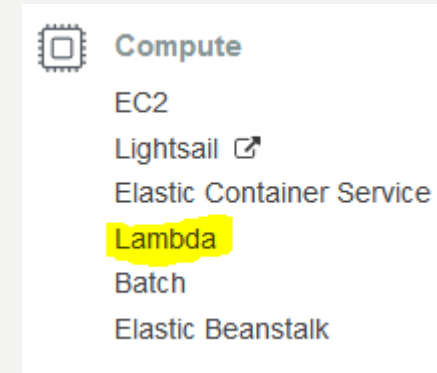 Compute
EC2
Lightsail
Elastic Container Service
Lambda
Batch
Elastic Beanstalk